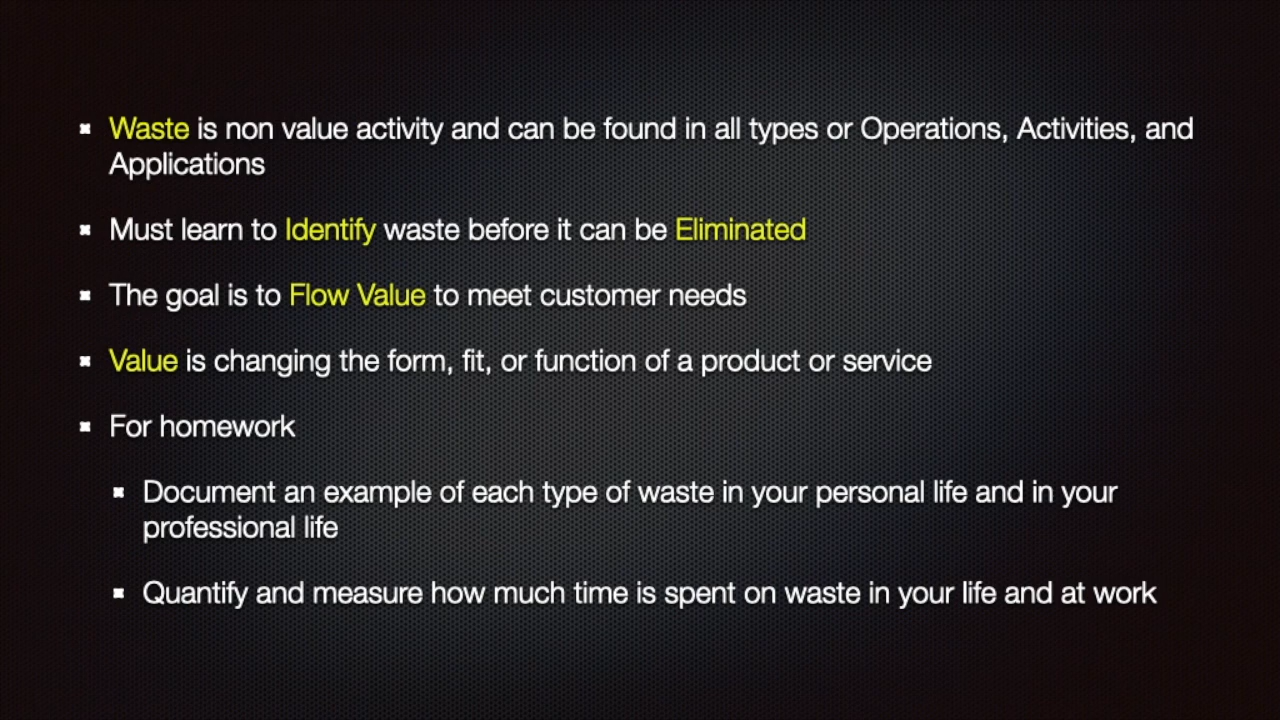 Waste is non value activity and can be found in all types or Operations, Activities, and
Applications
Must learn to Identify waste before it can be Eliminated
The goal is to Flow Value to meet customer needs
Value is changing the form, fit, or function of a product or service
For homework
Document an example of each type of waste in your personal life and in your
professional life
Quantify and measure how much time is spent on waste in your life and at work